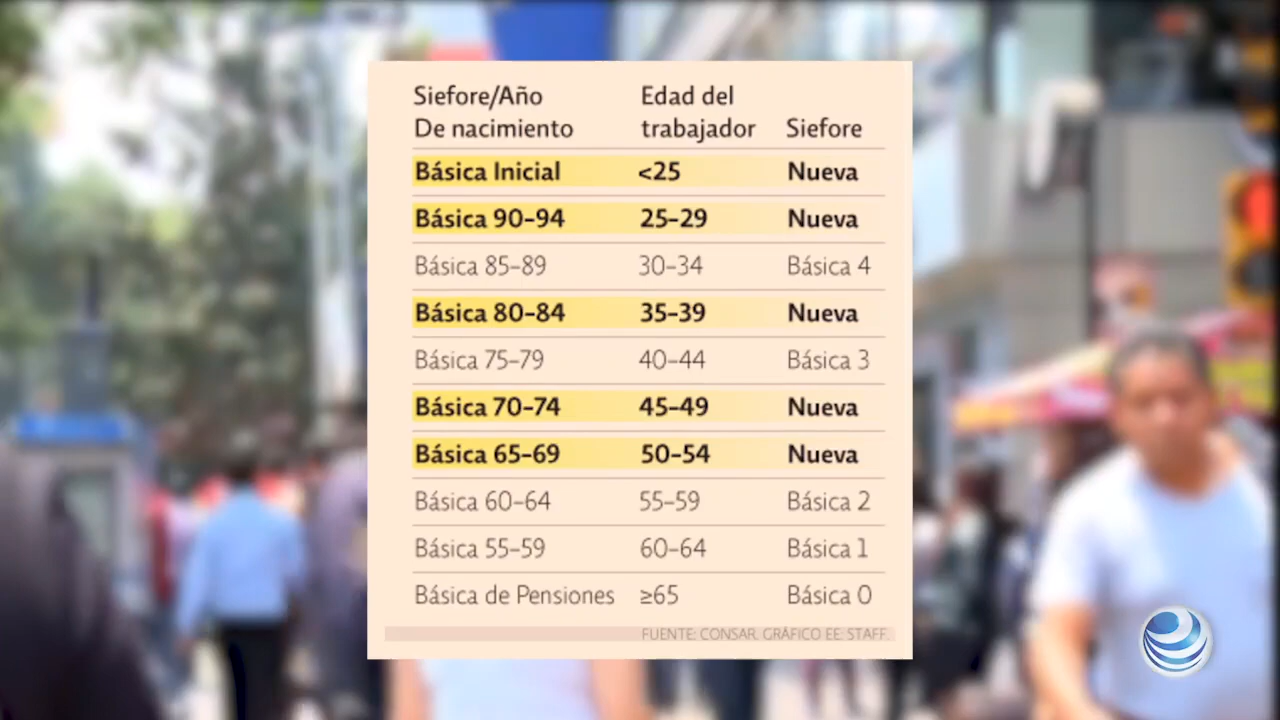 Siefore/Año
De nacimiento
Edad del
trabajador
Siefore
Básica Inicial <25 Nueva
Básica 90–94 25–29 Nueva
Básica 85–89 30–34 Básica 4
Básica 80–84 35–39 Nueva
Básica 75–79 40–44 Básica 3
Básica 70–74 45–49 Nueva
Básica 65–69 50–54 Nueva
Básica 60–64 55–59 Básica 2
Básica 55–59 60–64 Básica 1
Básica de Pensiones ≥65 Básica 0
FUENTE: CONSAR. GRÁFICO EE: STAFF.